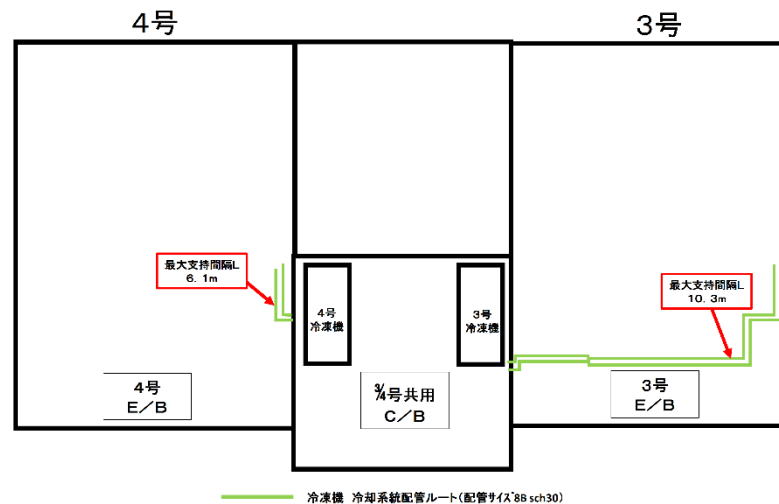 4号
3号
最大支持間隔L
6.1m
最大支持間隔L
10.3m
4号
冷凍機
3号
冷凍機
4号
E/B
3/4号共用
C/B
3号
E/B
冷凍機 冷却系統配管ルート(配管サイズ8B sch30)